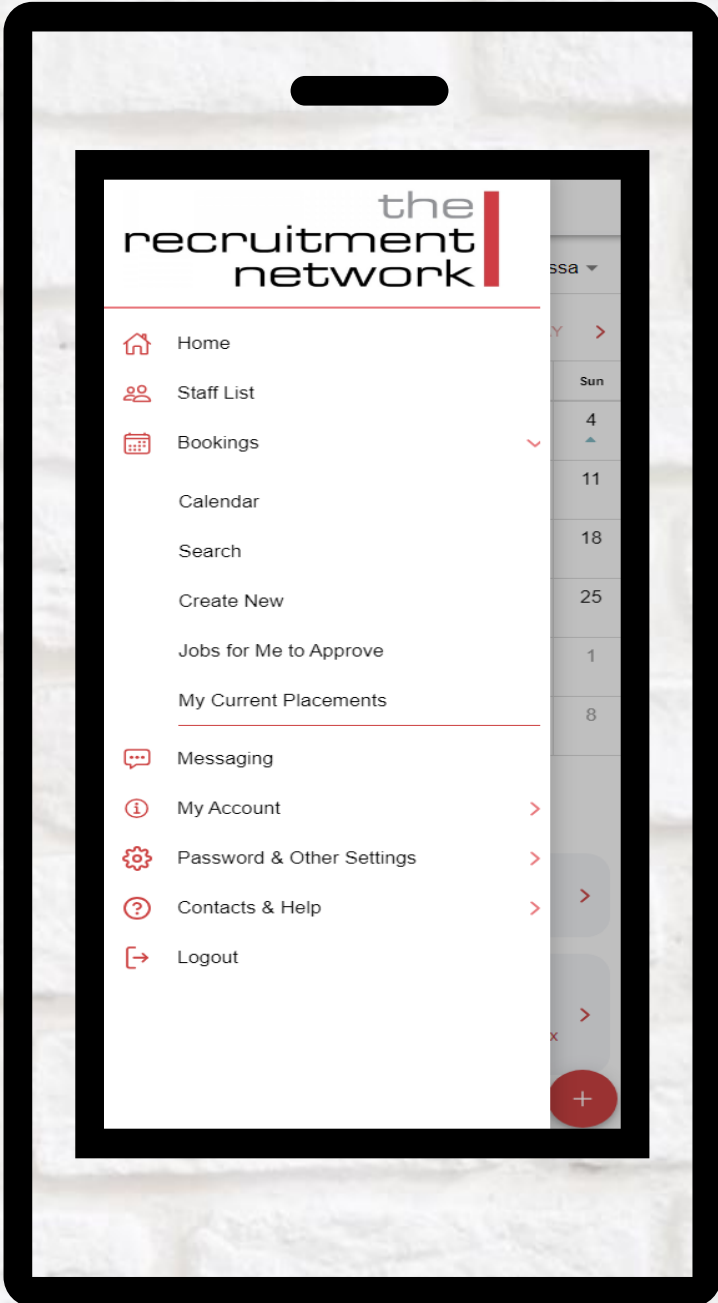 the
recruitment
network
Home
Staff List
Bookings
Calendar
Search
Create New
Jobs for Me to Approve
My Current Placements
Messaging
My Account
Password & Other Settings
Contacts & Help
Logout
ssa
Y
Sun
4
11
18
25
1
8
x